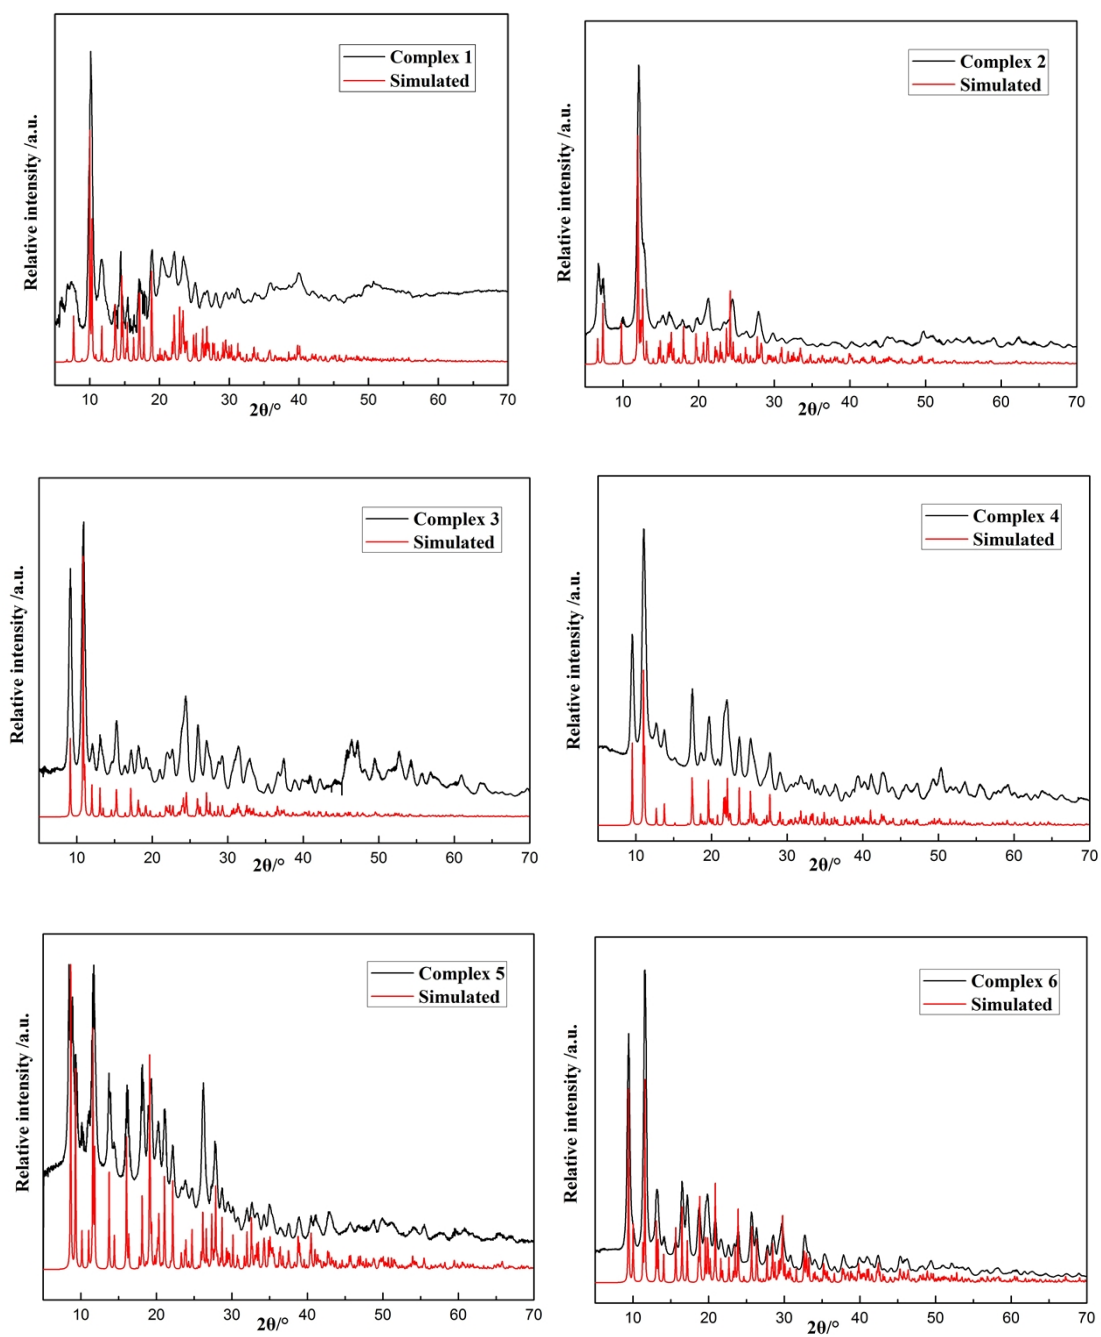 Complex 1
Simulated
Relative intensity /a.u.
10 20 30 40 50 60 70
2θ/°
Complex 2
Simulated
Relative intensity /a.u.
10 20 30 40 50 60 70
2θ/°
Complex 3
Simulated
Relative intensity /a.u.
10 20 30 40 50 60 70
2θ/°
Complex 4
Simulated
Relative intensity /a.u.
10 20 30 40 50 60 70
2θ/°
Complex 5
Simulated
Relative intensity /a.u.
10 20 30 40 50 60 70
2θ/°
Complex 6
Simulated
Relative intensity /a.u.
10 20 30 40 50 60 70
2θ/°